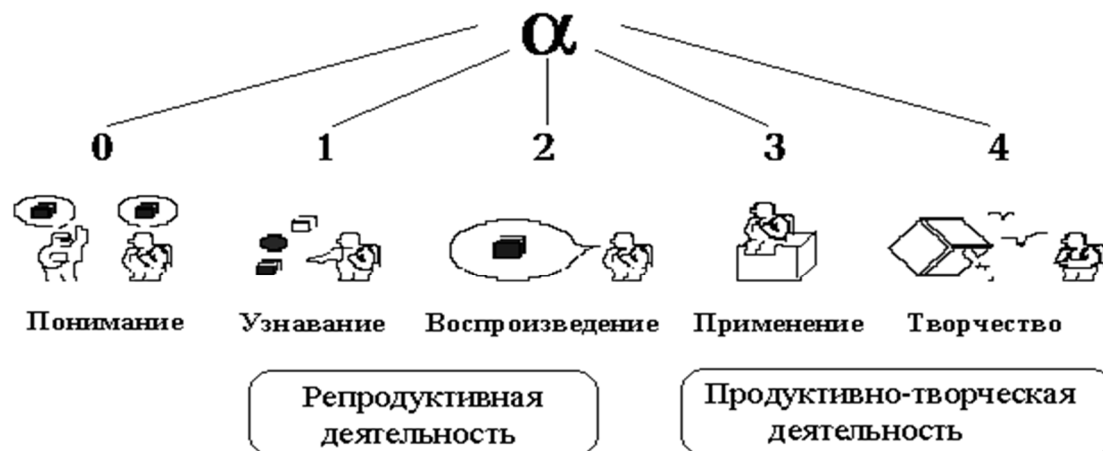 α
0 1 2 3 4
Понимание Узнавание Воспроизведение Применение Творчество
Репродуктивная
деятельность
Продуктивно-творческая
деятельность